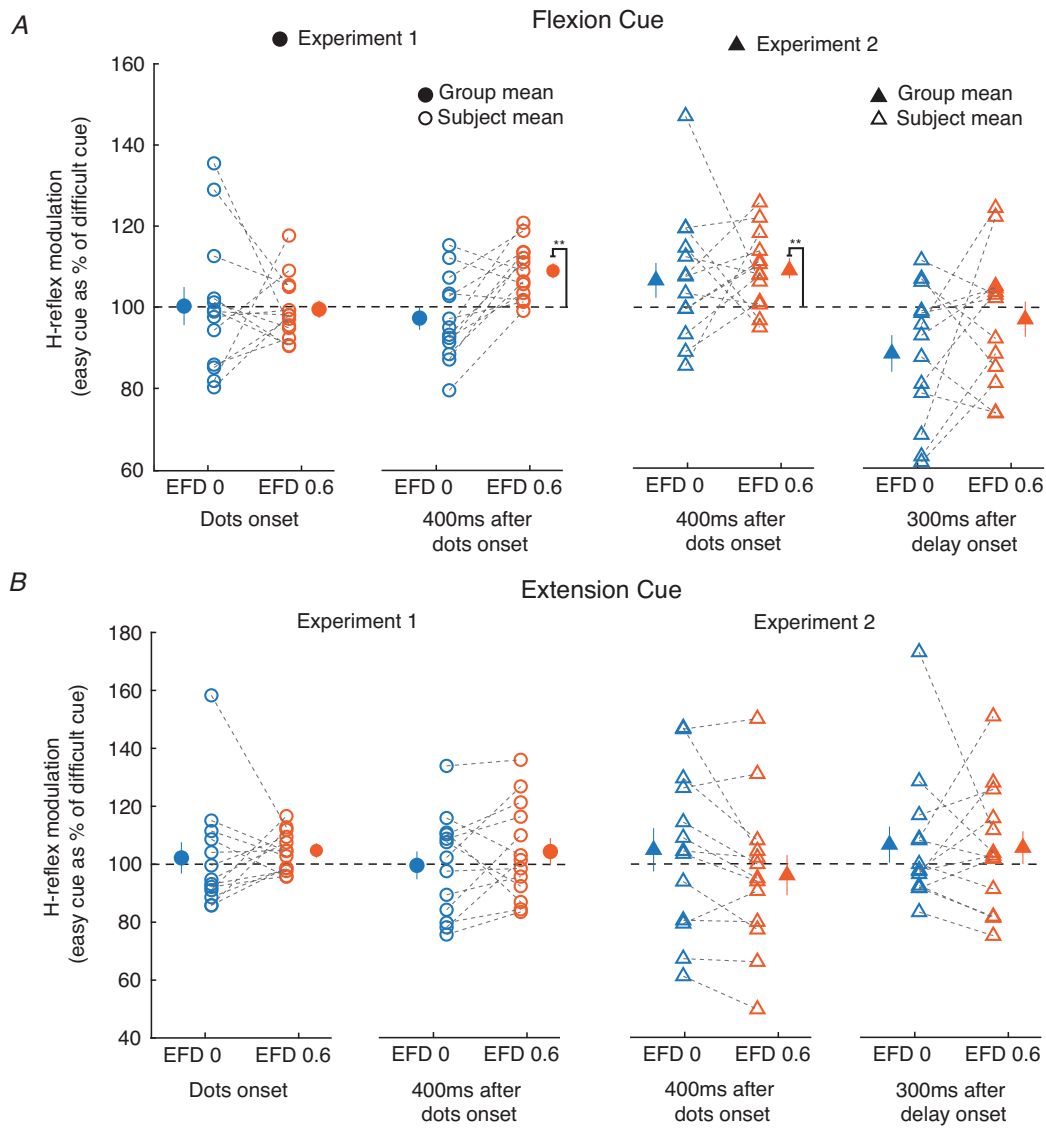 A
Flexion Cue
Experiment 1
Experiment 2
Group mean
Subject mean
Group mean
Subject mean
H-reflex modulation
(easy cue as % of difficult cue)
160
140
120
100
80
60
**
**
EFD 0
EFD 0.6
EFD 0
EFD 0.6
EFD 0
EFD 0.6
EFD 0
EFD 0.6
Dots onset
400ms after
dots onset
400ms after
dots onset
300ms after
delay onset
B
Extension Cue
Experiment 1
Experiment 2
H-reflex modulation
(easy cue as % of difficult cue)
180
160
140
120
100
80
60
40
EFD 0
EFD 0.6
EFD 0
EFD 0.6
EFD 0
EFD 0.6
EFD 0
EFD 0.6
Dots onset
400ms after
dots onset
400ms after
dots onset
300ms after
delay onset